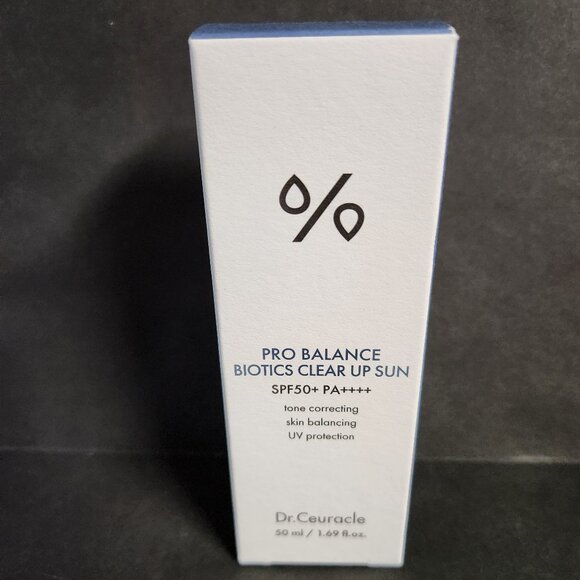 %
PRO BALANCE
BIOTICS CLEAR UP SUN
SPF50+ PA++++
tone correcting
skin balancing
UV protection
Dr.Ceuracle
50 ml / 1.69 fl.oz.